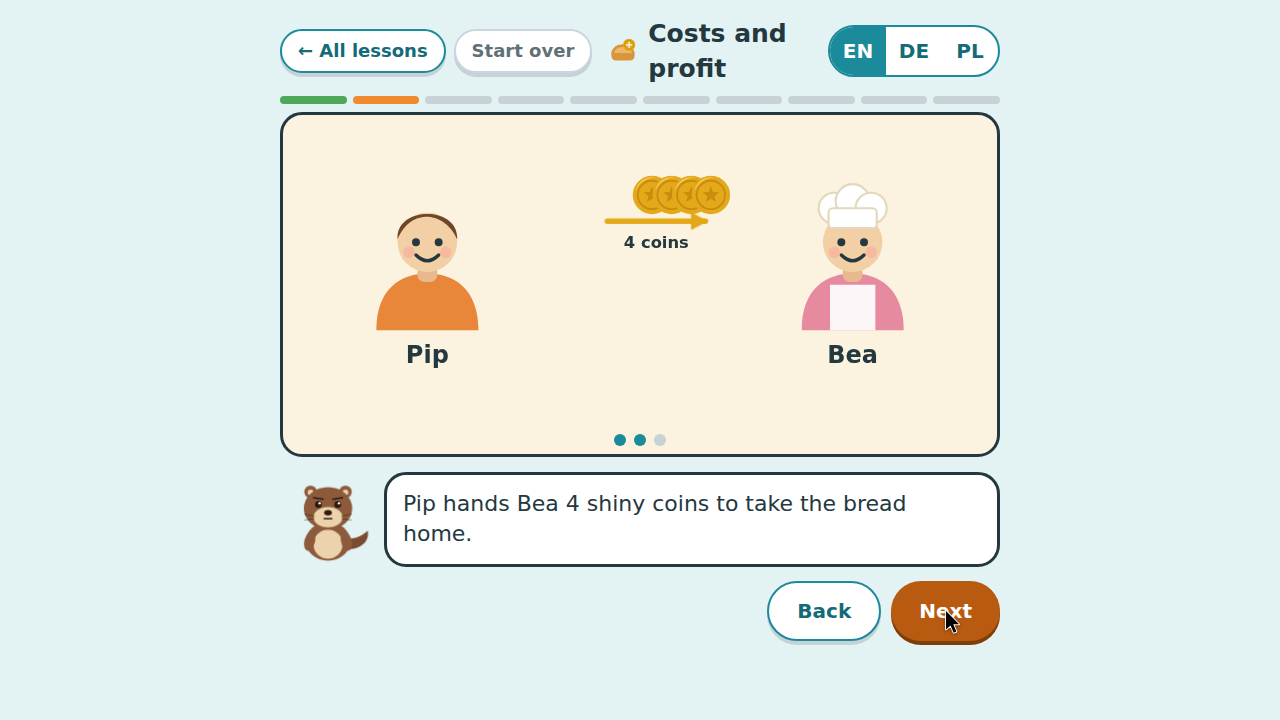 ← All lessons
Start over
Costs and
profit
EN DE PL
4 coins
Pip
Bea
Pip hands Bea 4 shiny coins to take the bread
home.
Back
Next